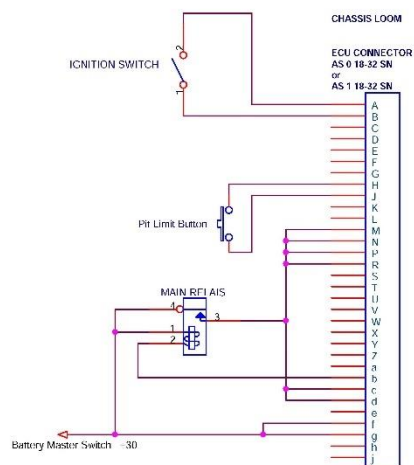 CHASSIS LOOM
ECU CONNECTOR
AS 0 18-32 SN
or
AS 1 18-32 SN
IGNITION SWITCH
2
1
A
B
C
D
E
F
G
H
J
K
L
M
N
P
R
S
T
U
V
W
X
Y
Z
a
b
c
d
e
f
g
h
j
Pit Limit Button
MAIN RELAIS
4
3
1
2
Battery Master Switch